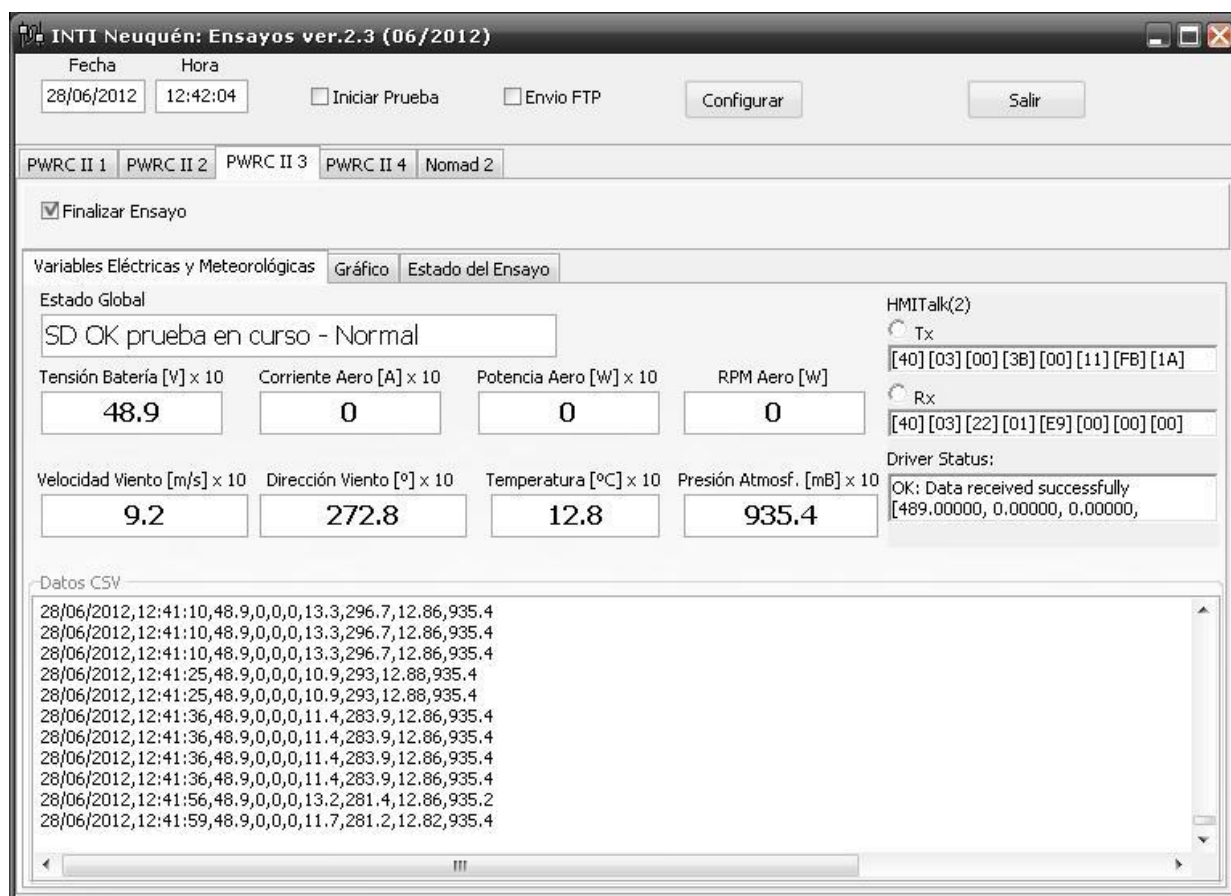 INTI Neuquén: Ensayos ver.2.3 (06/2012)
Fecha Hora
28/06/2012 12:42:04 Iniciar Prueba Envio FTP Configurar Salir
PWRC II 1 PWRC II 2 PWRC II 3 PWRC II 4 Nomad 2
Finalizar Ensayo
Variables Eléctricas y Meteorológicas Gráfico Estado del Ensayo
Estado Global
SD OK prueba en curso - Normal
Tensión Batería [V] x 10 Corriente Aero [A] x 10 Potencia Aero [W] x 10 RPM Aero [W]
48.9 0 0 0
Velocidad Viento [m/s] x 10 Dirección Viento [º] x 10 Temperatura [ºC] x 10 Presión Atmosf. [mB] x 10
9.2 272.8 12.8 935.4
HMITalk(2)
Tx
[40] [03] [00] [3B] [00] [11] [FB] [1A]
Rx
[40] [03] [22] [01] [E9] [00] [00] [00]
Driver Status:
OK: Data received successfully
[489.00000, 0.00000, 0.00000,
Datos CSV
28/06/2012,12:41:10,48.9,0,0,0,13.3,296.7,12.86,935.4
28/06/2012,12:41:10,48.9,0,0,0,13.3,296.7,12.86,935.4
28/06/2012,12:41:10,48.9,0,0,0,13.3,296.7,12.86,935.4
28/06/2012,12:41:25,48.9,0,0,0,10.9,293,12.88,935.4
28/06/2012,12:41:25,48.9,0,0,0,10.9,293,12.88,935.4
28/06/2012,12:41:36,48.9,0,0,0,11.4,283.9,12.86,935.4
28/06/2012,12:41:36,48.9,0,0,0,11.4,283.9,12.86,935.4
28/06/2012,12:41:36,48.9,0,0,0,11.4,283.9,12.86,935.4
28/06/2012,12:41:36,48.9,0,0,0,11.4,283.9,12.86,935.4
28/06/2012,12:41:56,48.9,0,0,0,13.2,281.4,12.86,935.2
28/06/2012,12:41:59,48.9,0,0,0,11.7,281.2,12.82,935.4